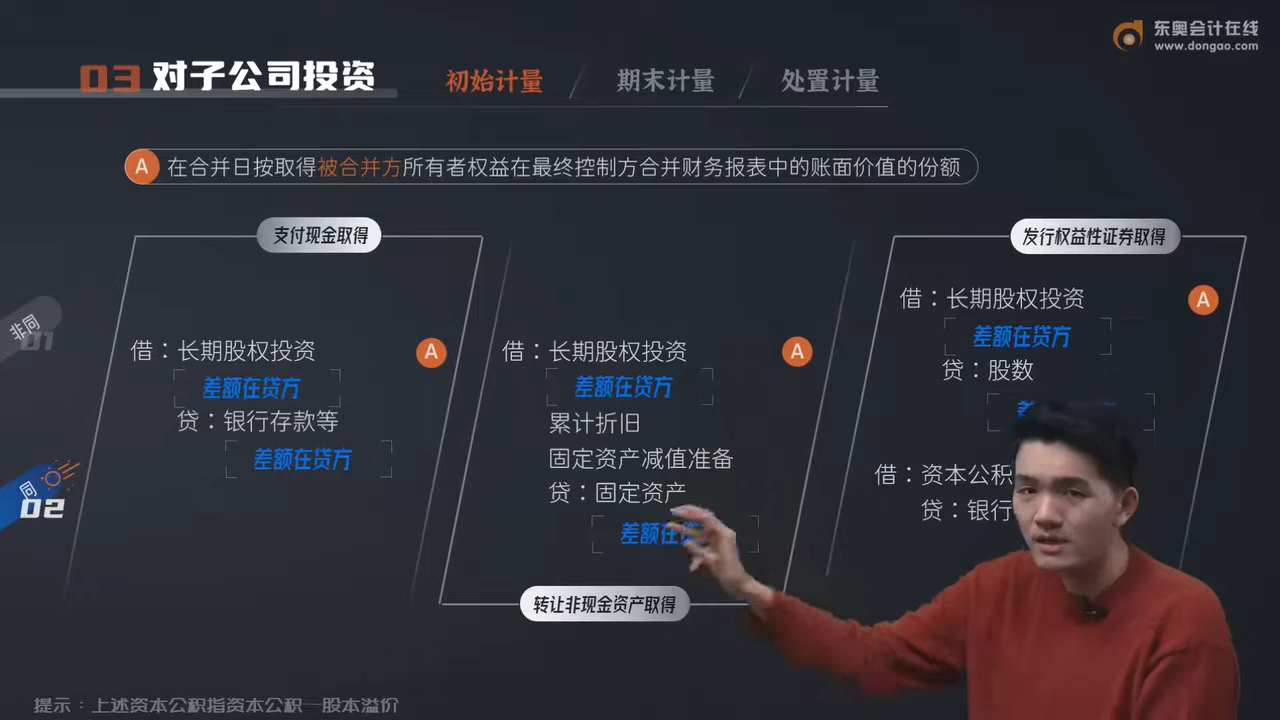 东奥会计在线
www.dongao.com
03 对子公司投资
初始计量 / 期末计量 / 处置计量
A 在合并日按取得被合并方所有者权益在最终控制方合并财务报表中的账面价值的份额
支付现金取得
借：长期股权投资 A
差额在贷方
贷：银行存款等
差额在贷方
借：长期股权投资 A
差额在贷方
累计折旧
固定资产减值准备
贷：固定资产
差额在
转让非现金资产取得
发行权益性证券取得
借：长期股权投资 A
差额在贷方
贷：股数
借：资本公积
贷：银行
非同
01
同
02
提示：上述资本公积指资本公积—股本溢价